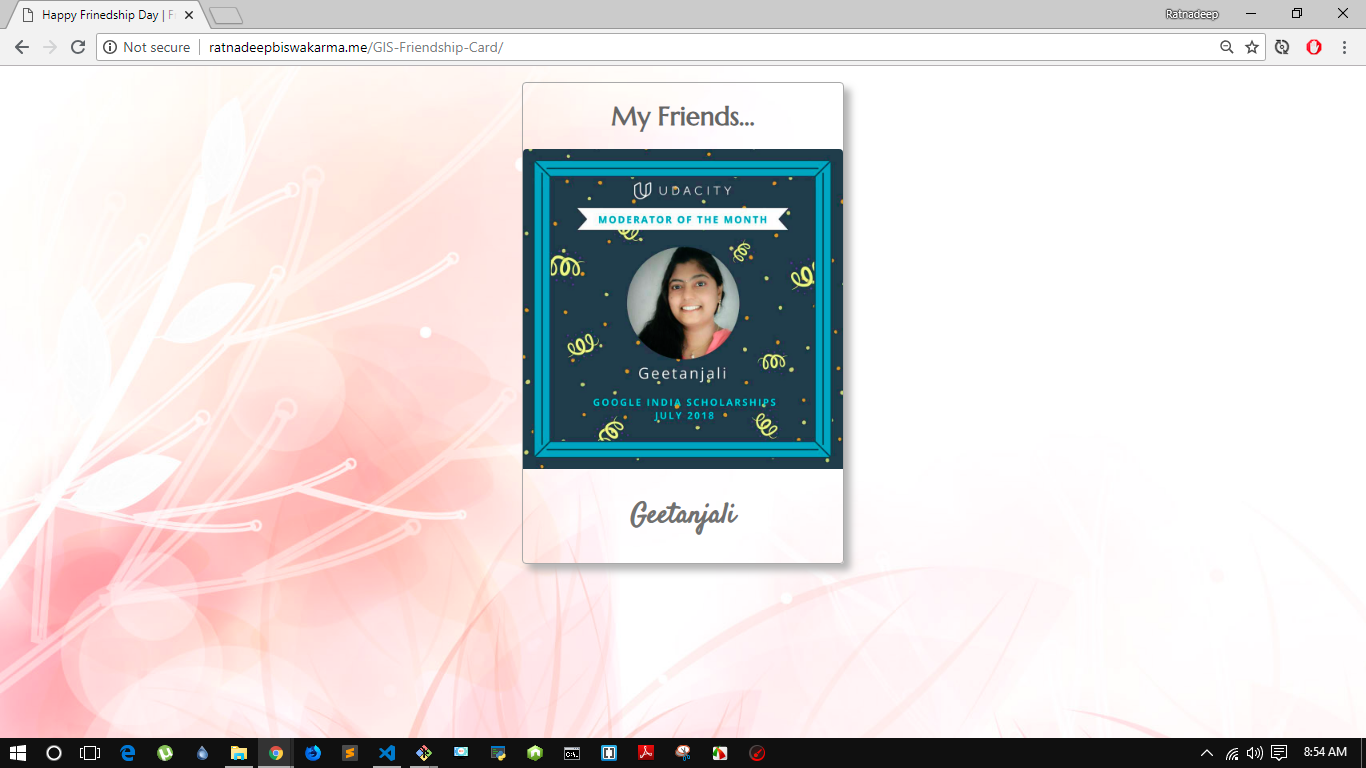 Happy Frinedship Day | F
Ratnadeep
Not secure
ratnadeepbiswakarma.me/GIS-Friendship-Card/
My Friends...
UDACITY
MODERATOR OF THE MONTH
Geetanjali
GOOGLE INDIA SCHOLARSHIPS
JULY 2018
Geetanjali
8:54 AM